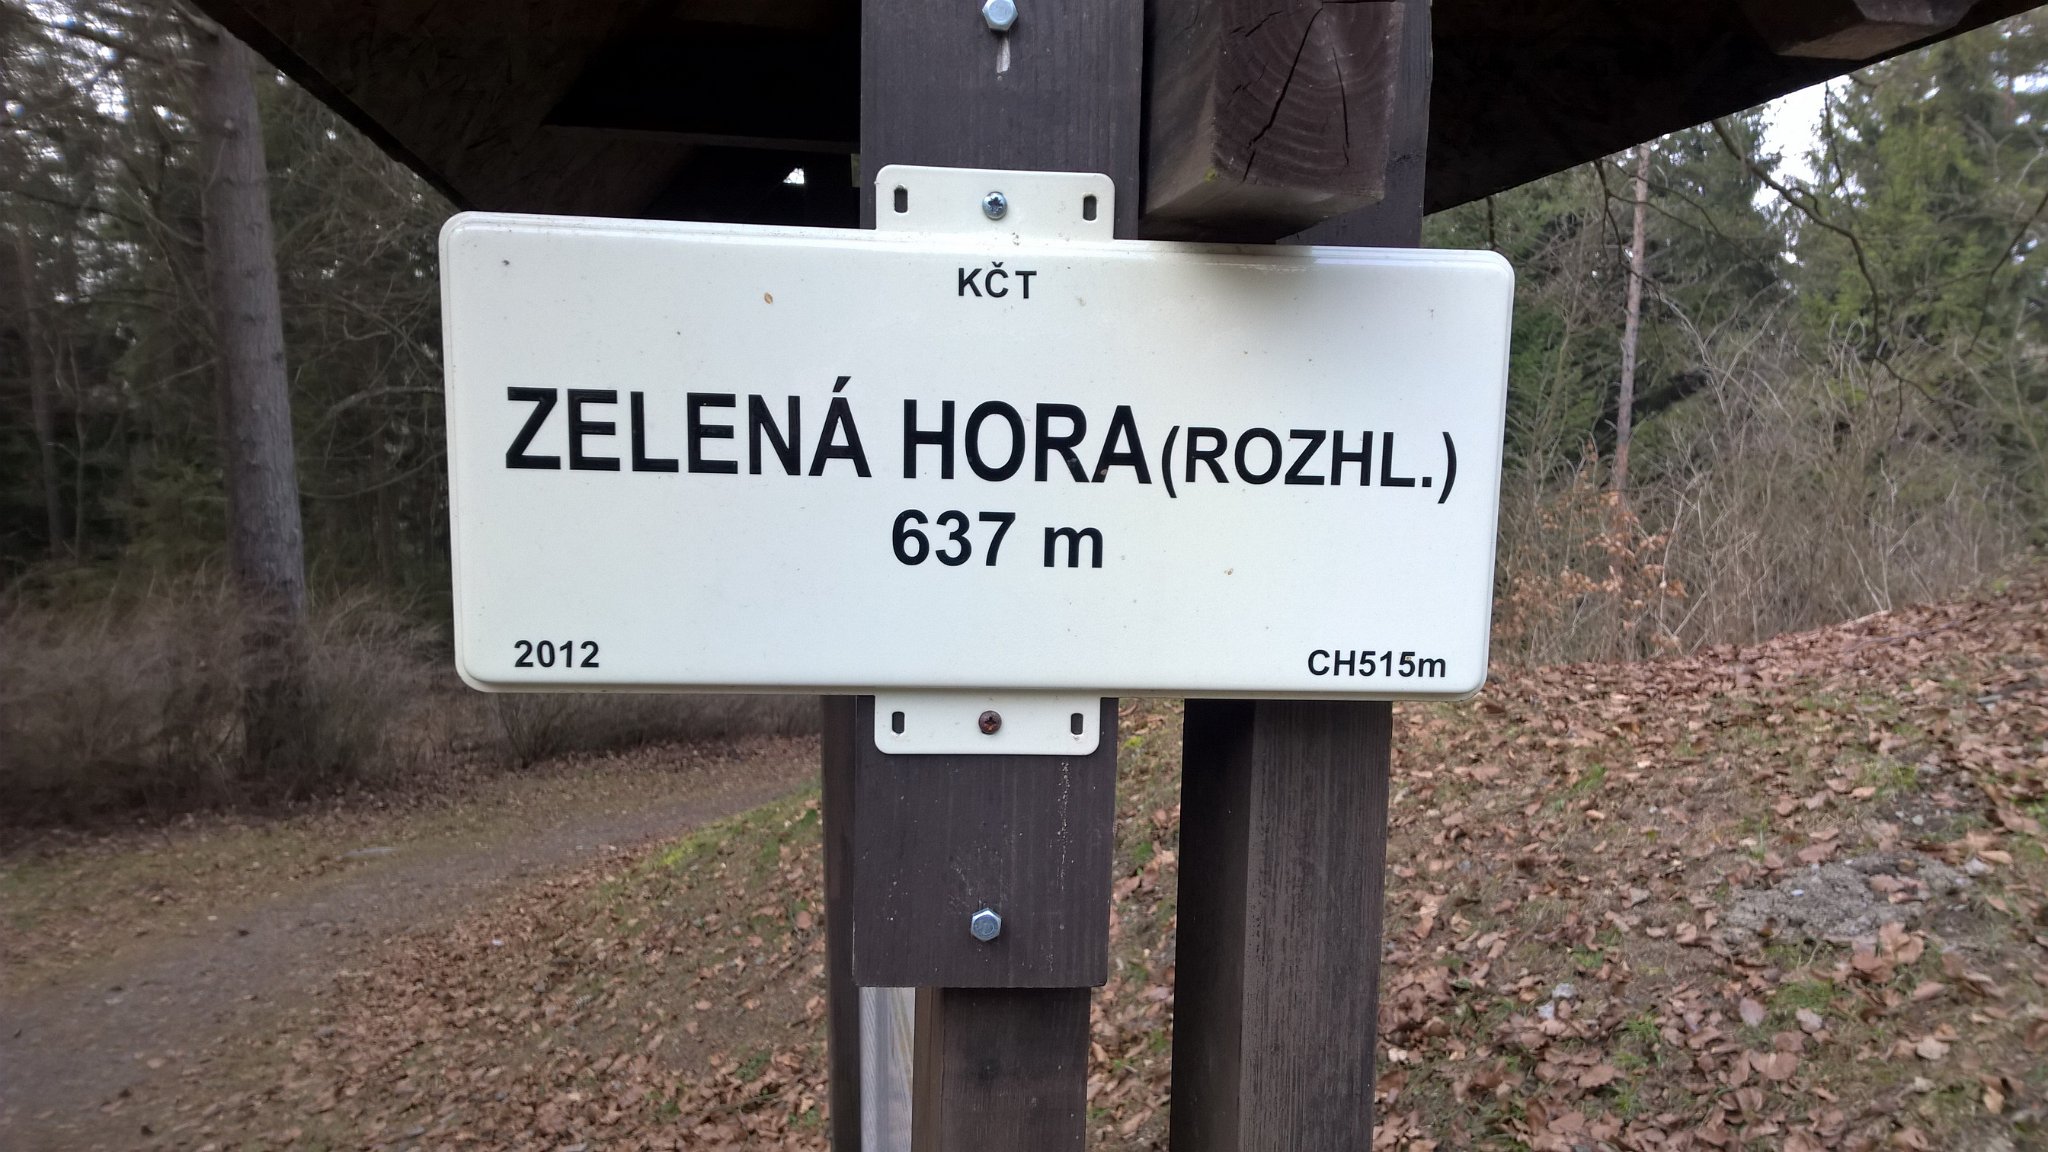 KČT
ZELENÁ HORA (ROZHL.)
637 m
2012 CH515m